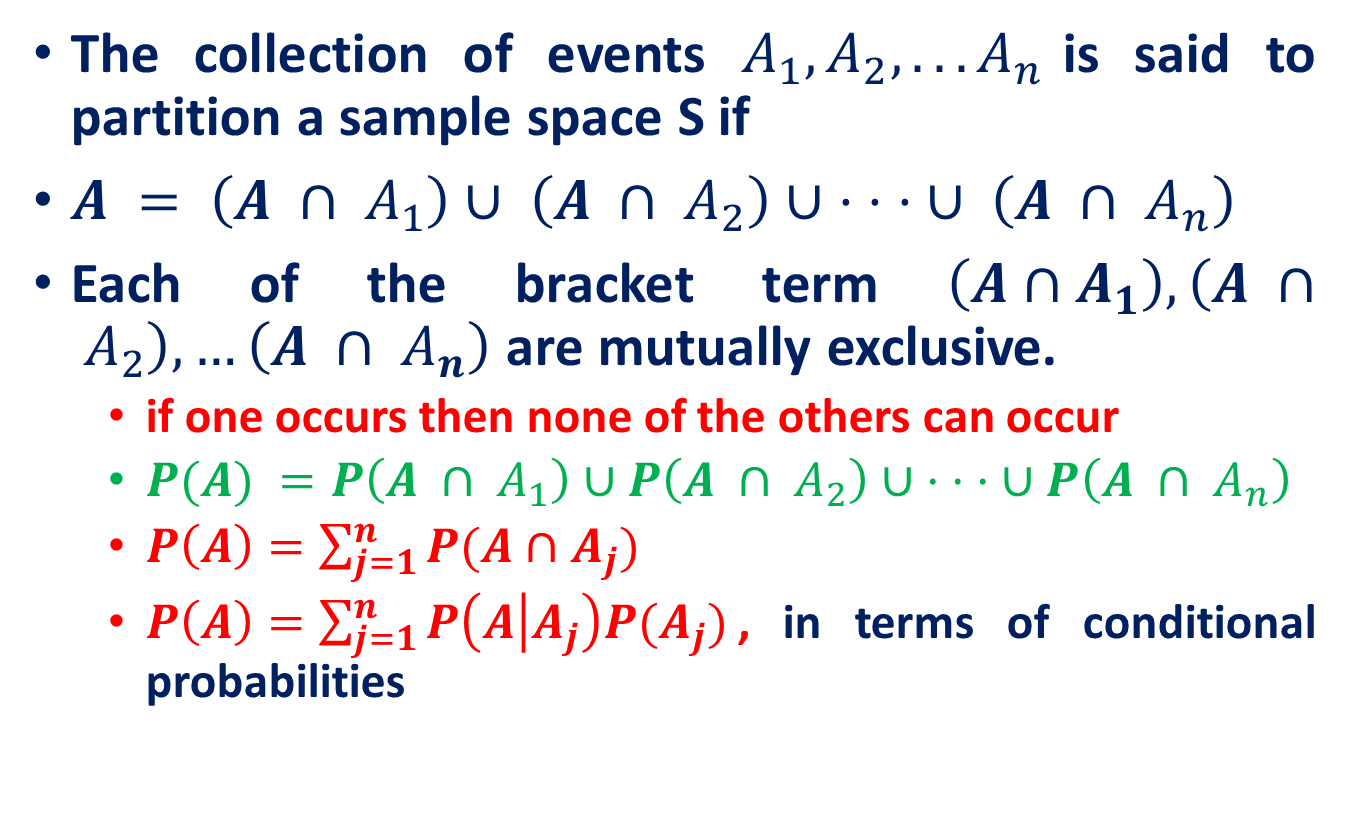 • The collection of events A₁, A₂, . . . Aₙ is said to
partition a sample space S if
• A = (A ∩ A₁) ∪ (A ∩ A₂) ∪ · · · ∪ (A ∩ Aₙ)
• Each of the bracket term (A ∩ A₁), (A ∩
A₂), … (A ∩ Aₙ) are mutually exclusive.
• if one occurs then none of the others can occur
• P(A) = P(A ∩ A₁) ∪ P(A ∩ A₂) ∪ · · · ∪ P(A ∩ Aₙ)
• P(A) = ∑ⁿⱼ₌₁ P(A ∩ Aⱼ)
• P(A) = ∑ⁿⱼ₌₁ P(A|Aⱼ)P(Aⱼ) , in terms of conditional
probabilities